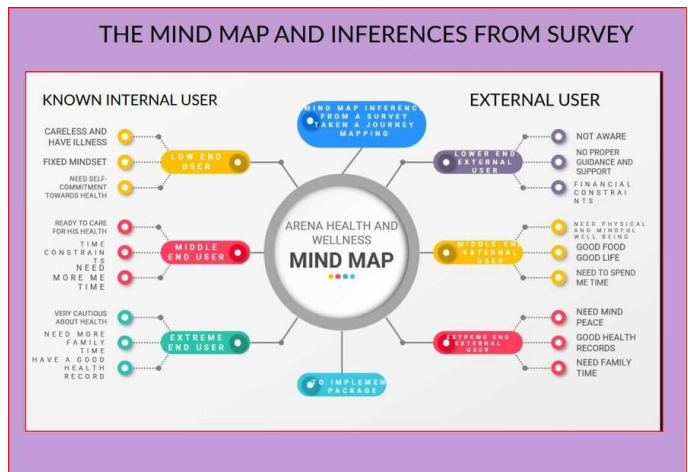 THE MIND MAP AND INFERENCES FROM SURVEY
KNOWN INTERNAL USER
CARELESS AND
HAVE ILLNESS
FIXED MINDSET
NEED SELF-
COMMITMENT
TOWARDS HEALTH
LOW END
USER
READY TO CARE
FOR HIS HEALTH
TIME
CONSTRAIN
TS
NEED
MORE ME
TIME
MIDDLE
END USER
VERY CAUTIOUS
ABOUT HEALTH
NEED MORE
FAMILY
TIME
HAVE A GOOD
HEALTH
RECORD
EXTREME
END USER
MIND MAP INFERENC
FROM A SURVEY
TAKEN A JOURNEY
MAPPING
ARENA HEALTH AND
WELLNESS
MIND MAP
TO IMPLEMEN
PACKAGE
EXTERNAL USER
LOWER END
EXTERNAL
USER
NOT AWARE
NO PROPER
GUIDANCE AND
SUPPORT
FINANCIAL
CONSTRAI
NTS
MIDDLE-EN
EXTERNAL
USER
NEED PHYSICAL
AND MINDFUL
WELL BEING
GOOD FOOD
GOOD LIFE
NEED TO SPEND
ME TIME
EXTREME END
EXTERNAL
USER
NEED MIND
PEACE
GOOD HEALTH
RECORDS
NEED FAMILY
TIME